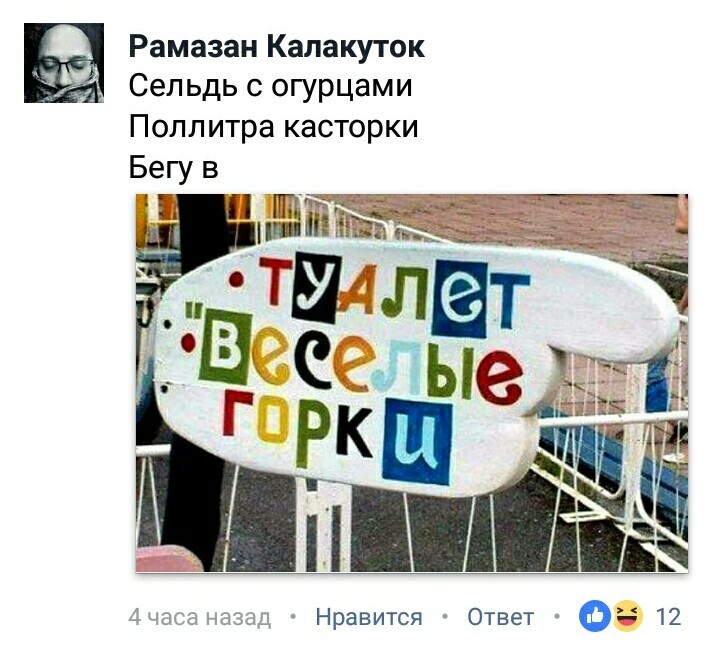 Рамазан Калакуток
Сельдь с огурцами
Поллитра касторки
Бегу в
• туалет
• "веселые
горки
4 часа назад • Нравится • Ответ • 12